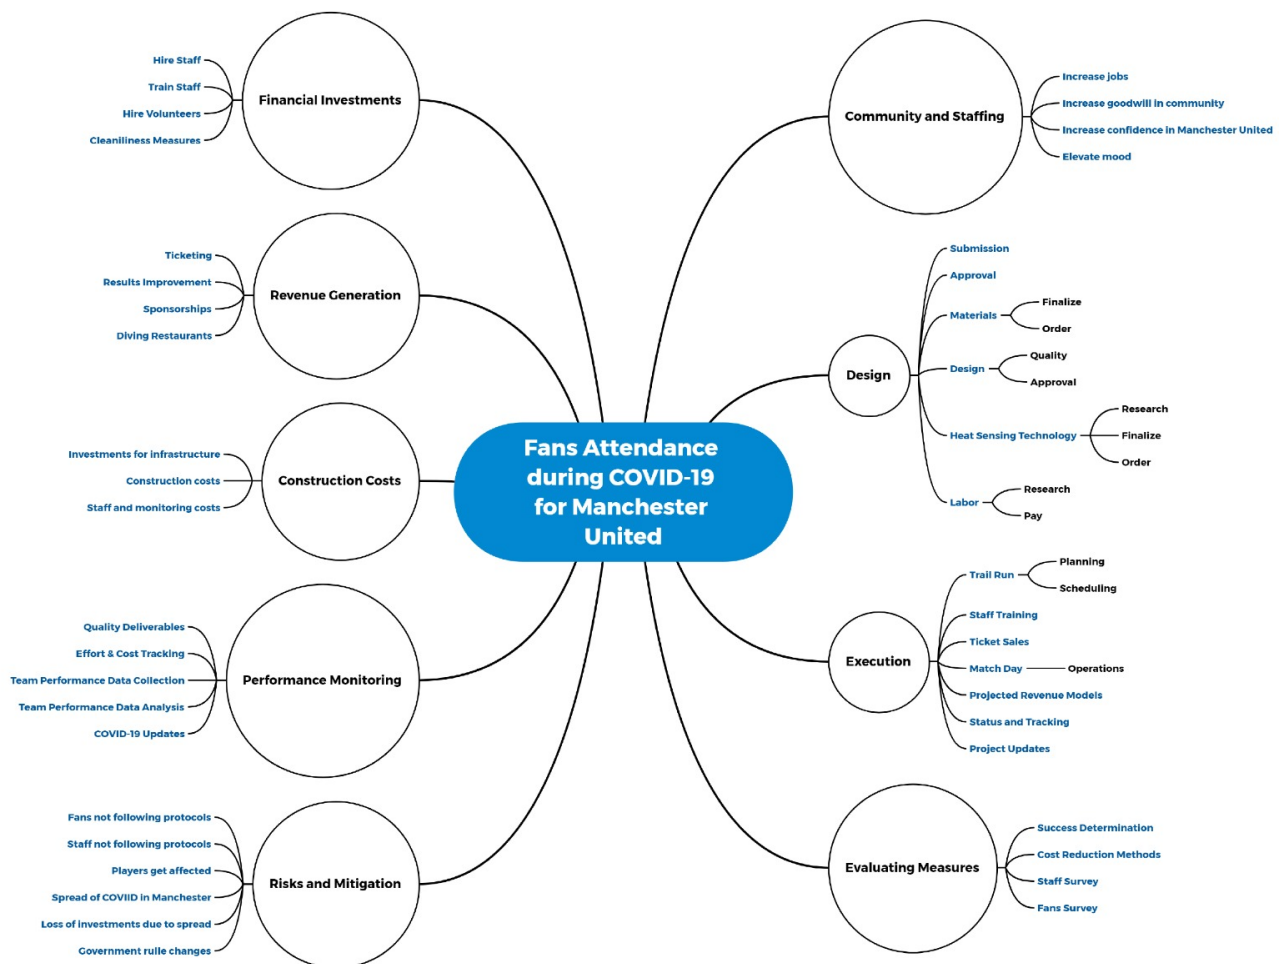 Fans Attendance
during COVID-19
for Manchester
United
Financial Investments
Hire Staff
Train Staff
Hire Volunteers
Cleaniliness Measures
Revenue Generation
Ticketing
Results Improvement
Sponsorships
Diving Restaurants
Construction Costs
Investments for infrastructure
Construction costs
Staff and monitoring costs
Performance Monitoring
Quality Deliverables
Effort & Cost Tracking
Team Performance Data Collection
Team Performance Data Analysis
COVID-19 Updates
Risks and Mitigation
Fans not following protocols
Staff not following protocols
Players get affected
Spread of COVIID in Manchester
Loss of investments due to spread
Government rulle changes
Community and Staffing
Increase jobs
Increase goodwill in community
Increase confidence in Manchester United
Elevate mood
Design
Submission
Approval
Materials
Finalize
Order
Design
Quality
Approval
Heat Sensing Technology
Research
Finalize
Order
Labor
Research
Pay
Execution
Trail Run
Planning
Scheduling
Staff Training
Ticket Sales
Match Day
Operations
Projected Revenue Models
Status and Tracking
Project Updates
Evaluating Measures
Success Determination
Cost Reduction Methods
Staff Survey
Fans Survey